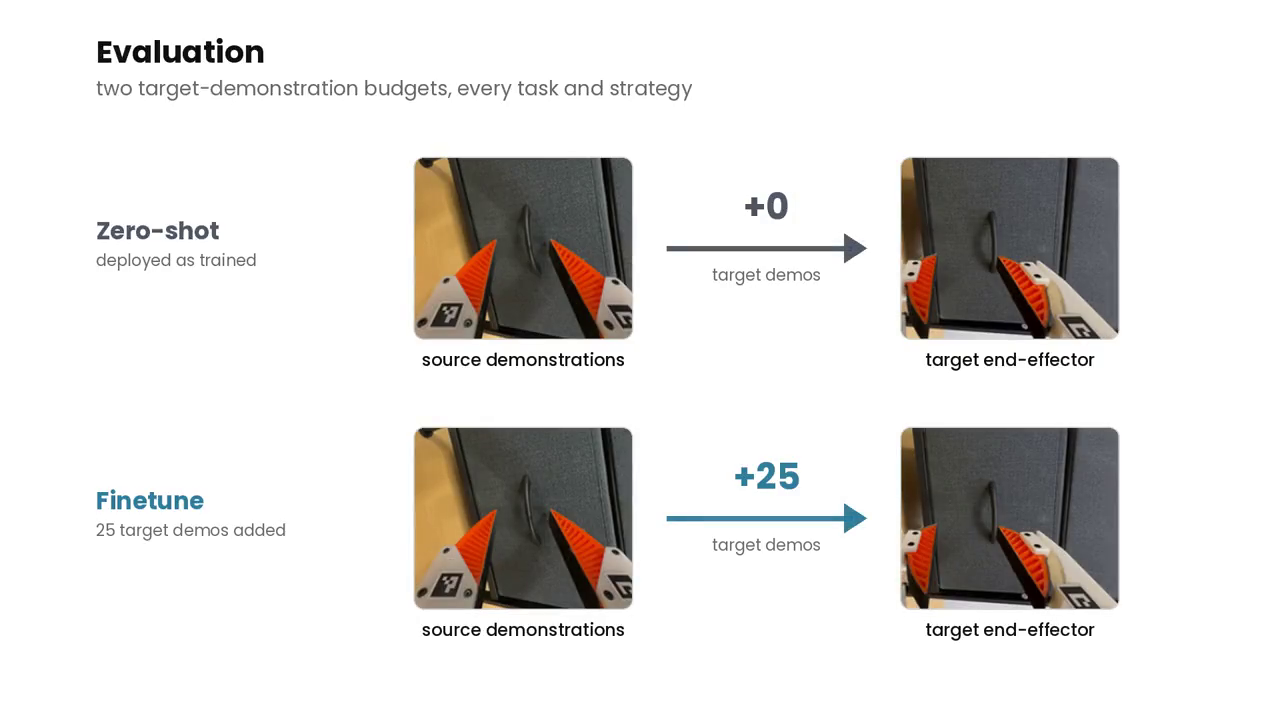 Evaluation
two target-demonstration budgets, every task and strategy
Zero-shot
deployed as trained
source demonstrations
+0
target demos
target end-effector
Finetune
25 target demos added
source demonstrations
+25
target demos
target end-effector